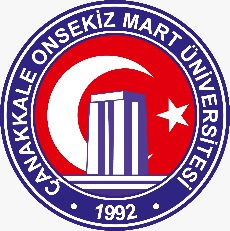 ÇANAKKALE ONSEKİZ MART ÜNİVERSİTESİ
• 1992 •